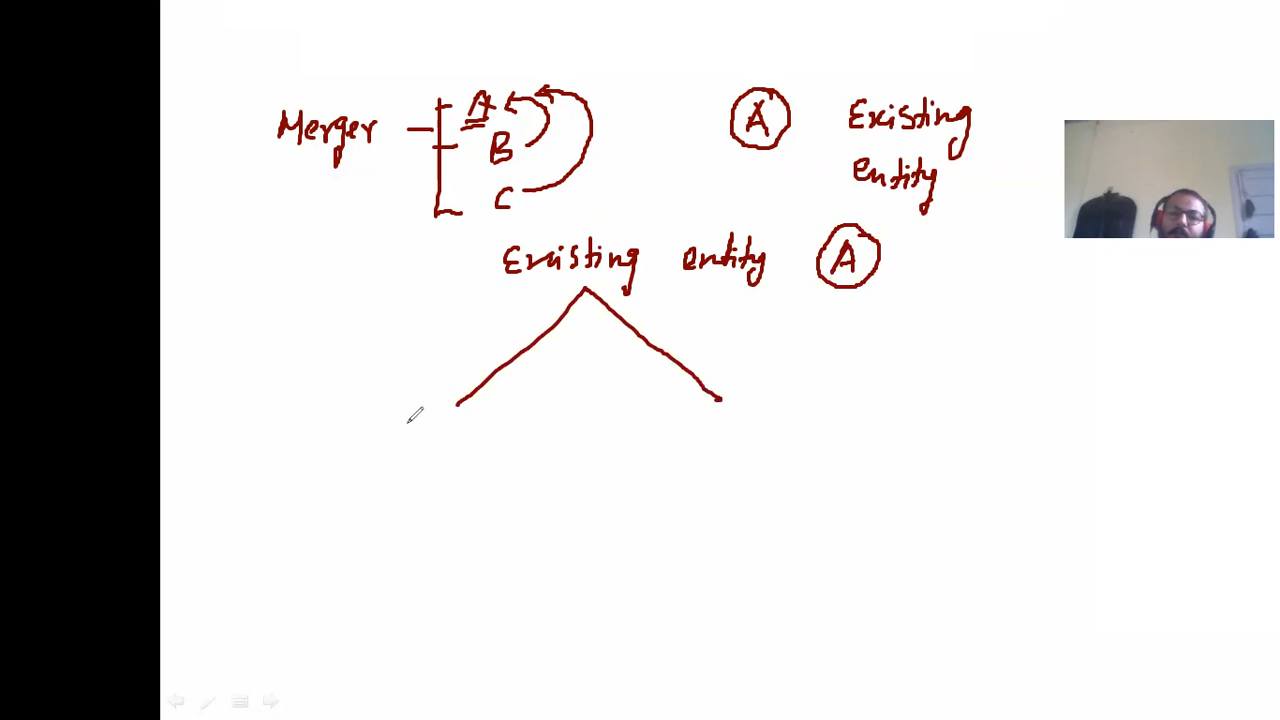 Merger
A
B
C
A Existing
entity
Existing entity A